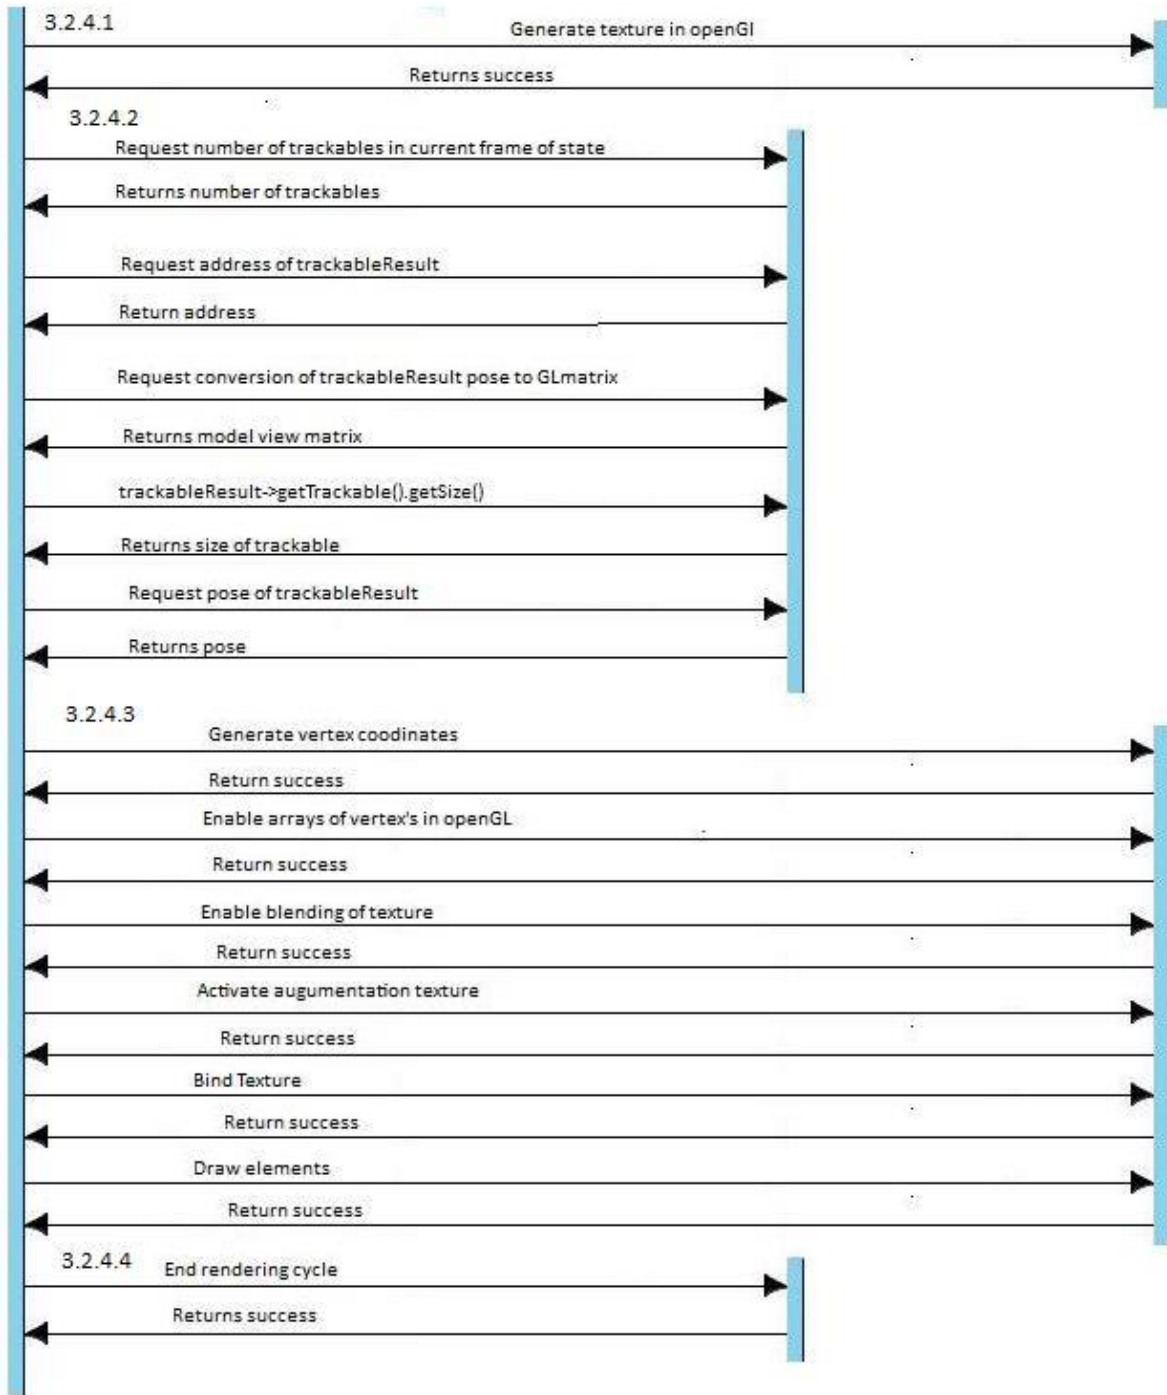 3.2.4.1
Generate texture in openGl
Returns success
3.2.4.2
Request number of trackables in current frame of state
Returns number of trackables
Request address of trackableResult
Return address
Request conversion of trackableResult pose to GLmatrix
Returns model view matrix
trackableResult->getTrackable().getSize()
Returns size of trackable
Request pose of trackableResult
Returns pose
3.2.4.3
Generate vertex coodinates
Return success
Enable arrays of vertex's in openGL
Return success
Enable blending of texture
Return success
Activate augumentation texture
Return success
Bind Texture
Return success
Draw elements
Return success
3.2.4.4
End rendering cycle
Returns success